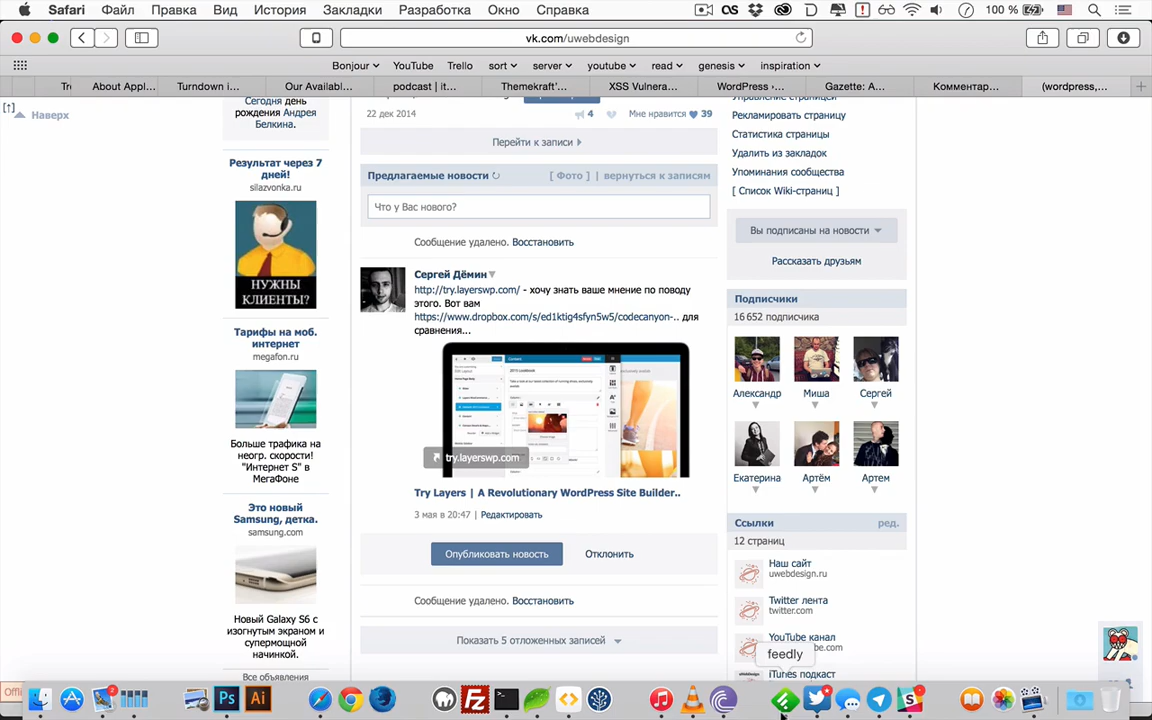 Safari Файл Правка Вид История Закладки Разработка Окно Справка 100 %
vk.com/uwebdesign
Bonjour YouTube Trello sort server youtube read genesis inspiration
About Appl... Turndown i... Our Availabl... podcast | it... Themekraft'... XSS Vulnera... WordPress ›... Gazette: A... Комментар... (wordpress,...
Наверх
Сегодня день
рождения Андрея
Белкина.
Результат через 7
дней!
silazvonka.ru
НУЖНЫ
КЛИЕНТЫ?
Тарифы на моб.
интернет
megafon.ru
Больше трафика на
негор. скорости!
"Интернет S" в
МегаФоне
Это новый
Samsung, детка.
samsung.com
Новый Galaxy S6 с
изогнутым экраном и
супермощной
начинкой.
Все объявления
22 дек 2014 4 Мне нравится 39
Перейти к записи
Предлагаемые новости [ Фото ] | вернуться к записям
Что у Вас нового?
Сообщение удалено. Восстановить
Сергей Дёмин
http://try.layerswp.com/ - хочу знать ваше мнение по поводу
этого. Вот вам
https://www.dropbox.com/s/ed1ktig4sfyn5w5/codecanyon-.. для
сравнения...
try.layerswp.com
Try Layers | A Revolutionary WordPress Site Builder..
3 мая в 20:47 | Редактировать
Опубликовать новость Отклонить
Сообщение удалено. Восстановить
Показать 5 отложенных записей
Управление страницей
Рекламировать страницу
Статистика страницы
Удалить из закладок
Упоминания сообщества
[ Список Wiki-страниц ]
Вы подписаны на новости
Рассказать друзьям
Подписчики
16 652 подписчика
Александр Миша Сергей
Екатерина Артём Артем
Ссылки ред.
12 страниц
Наш сайт
uwebdesign.ru
Twitter лента
twitter.com
YouTube канал
iTunes подкаст
feedly
Ps Ai